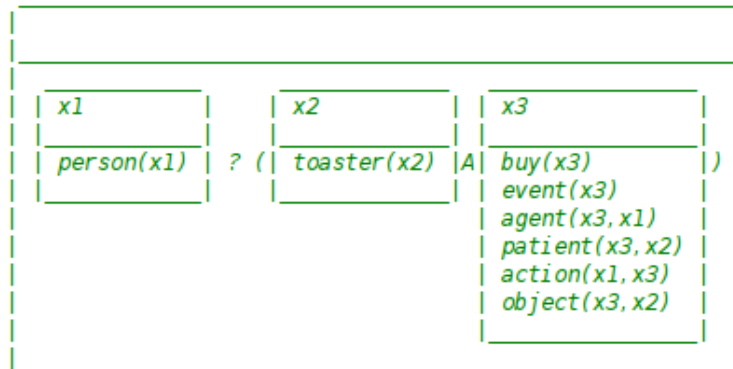 x1 x2 x3
person(x1) ? ( toaster(x2) A buy(x3) )
event(x3)
agent(x3,x1)
patient(x3,x2)
action(x1,x3)
object(x3,x2)